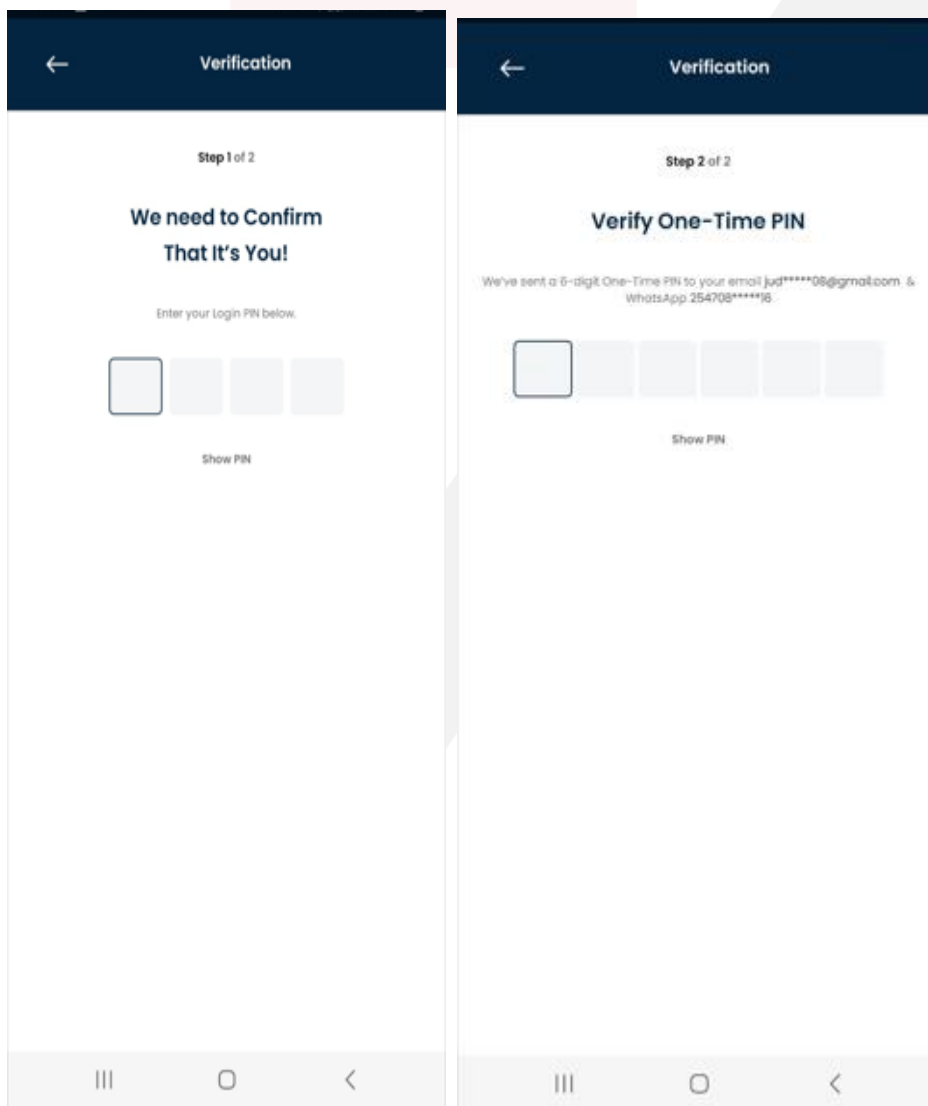 Verification
Step 1 of 2
We need to Confirm
That It's You!
Enter your Login PIN below.
Show PIN
Verification
Step 2 of 2
Verify One-Time PIN
We've sent a 6-digit One-Time PIN to your email jud*****06@gmail.com &
WhatsApp 254708*****16
Show PIN